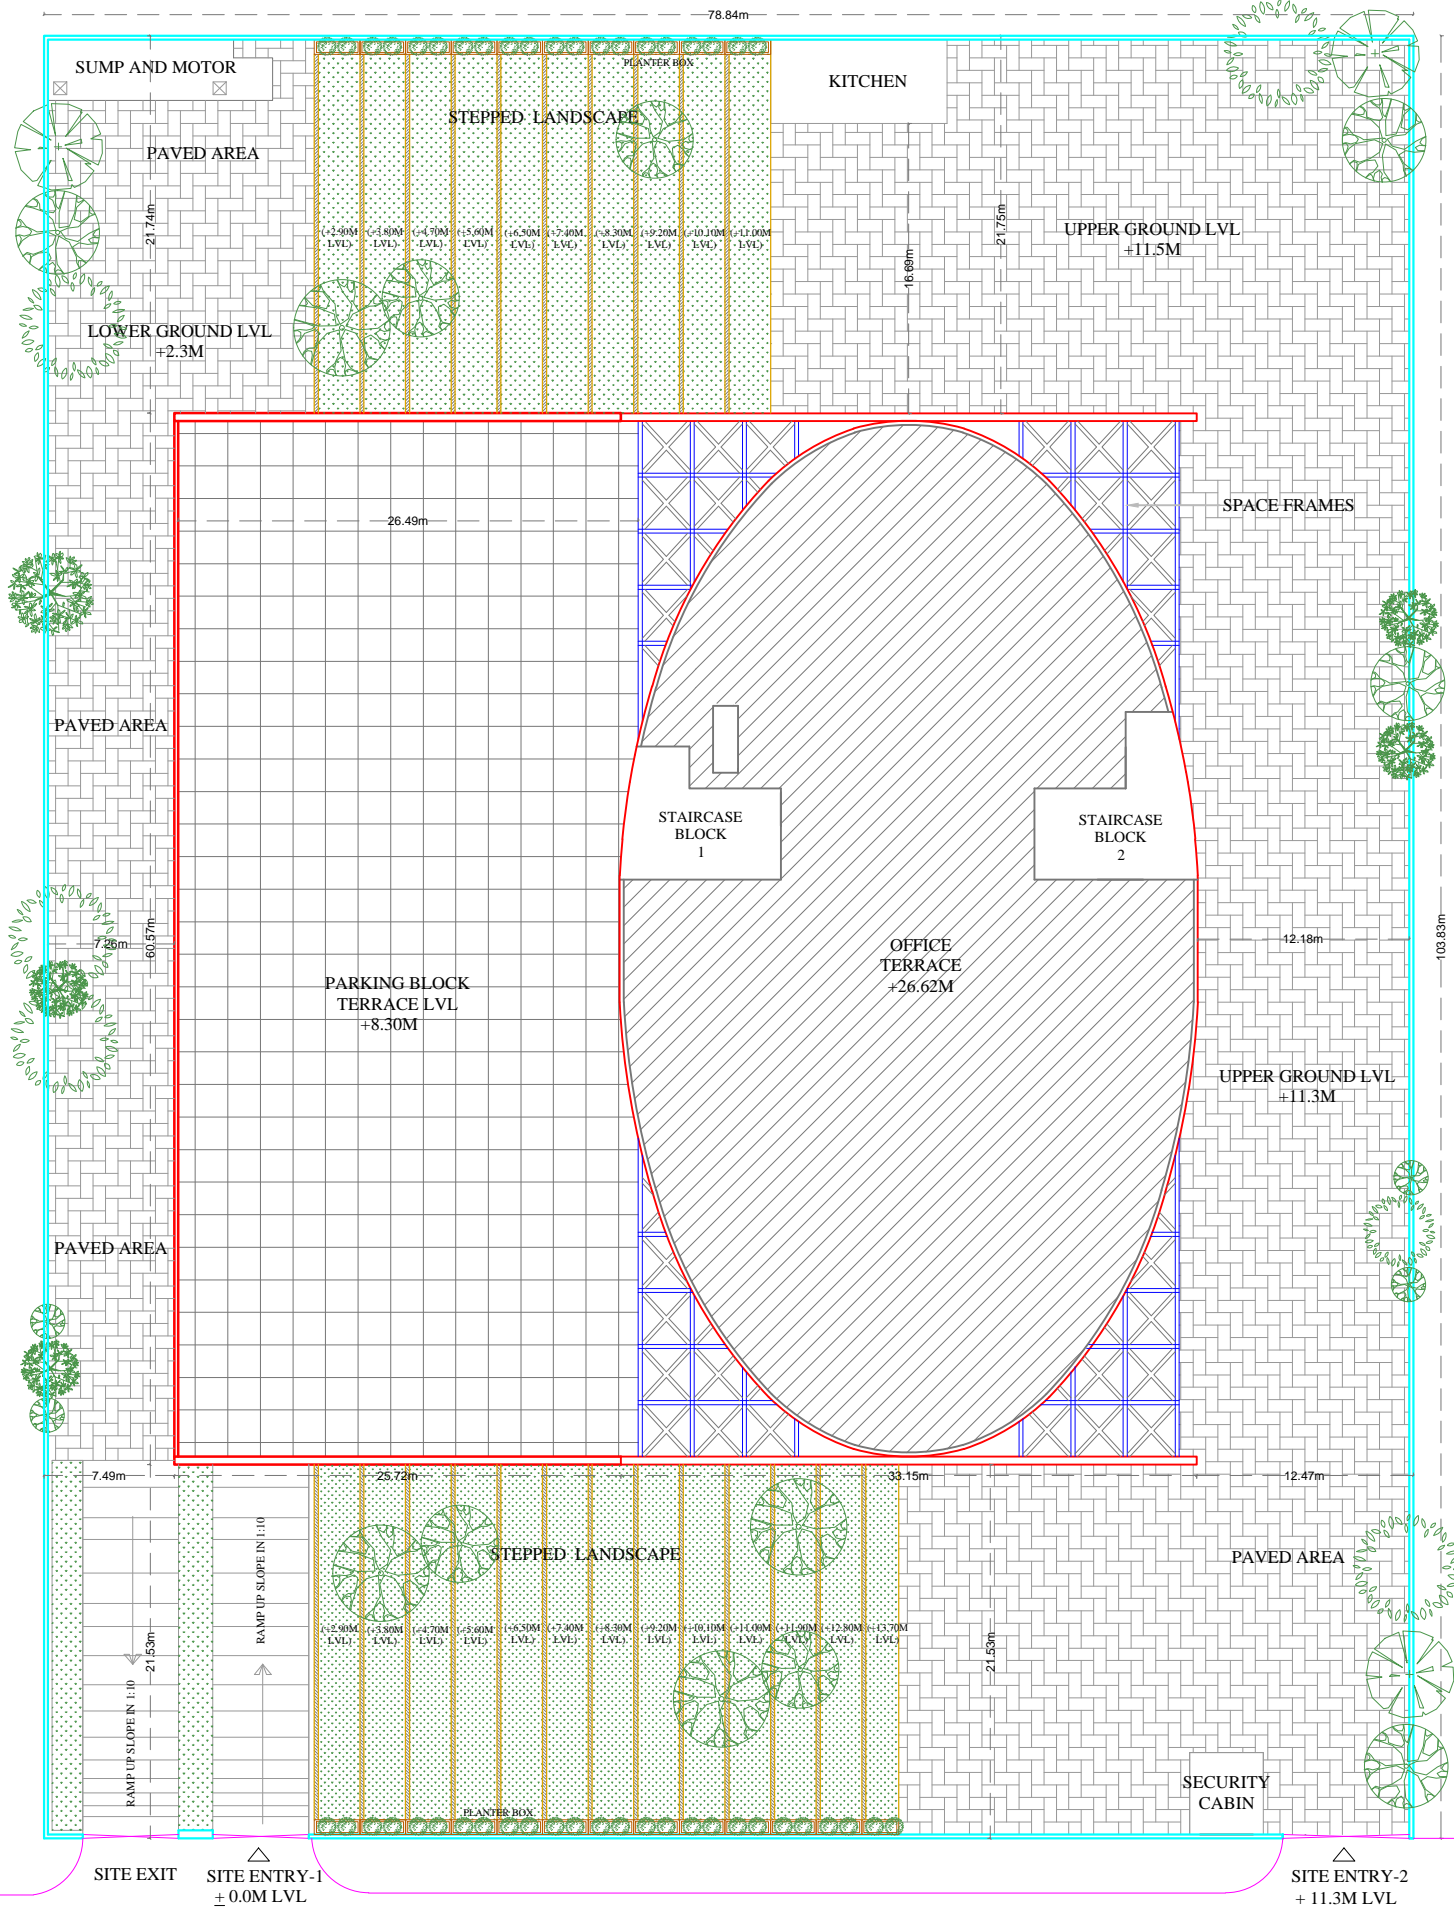 78.84m
SUMP AND MOTOR
PLANTER BOX
KITCHEN
STEPPED LANDSCAPE
PAVED AREA
21.74m
(+2.90M
LVL)
(+3.80M
LVL)
(+4.70M
LVL)
(+5.60M
LVL)
(+6.50M
LVL)
(+7.40M
LVL)
(+8.30M
LVL)
(+9.20M
LVL)
(+10.10M
LVL)
(+11.00M
LVL)
16.69m
21.75m
UPPER GROUND LVL
+11.5M
LOWER GROUND LVL
+2.3M
26.49m
SPACE FRAMES
PAVED AREA
STAIRCASE
BLOCK
1
STAIRCASE
BLOCK
2
7.26m
60.57m
12.18m
103.83m
OFFICE
TERRACE
+26.62M
PARKING BLOCK
TERRACE LVL
+8.30M
UPPER GROUND LVL
+11.3M
PAVED AREA
7.49m
25.72m
33.15m
12.47m
RAMP UP SLOPE IN 1:10
STEPPED LANDSCAPE
PAVED AREA
21.53m
(+2.90M
LVL)
(+3.80M
LVL)
(+4.70M
LVL)
(+5.60M
LVL)
(+6.50M
LVL)
(+7.40M
LVL)
(+8.30M
LVL)
(+9.20M
LVL)
(+10.10M
LVL)
(+11.00M
LVL)
(+11.90M
LVL)
(+12.80M
LVL)
(+13.70M
LVL)
21.53m
RAMP UP SLOPE IN 1:10
SECURITY
CABIN
PLANTER BOX
SITE EXIT
SITE ENTRY-1
± 0.0M LVL
SITE ENTRY-2
+ 11.3M LVL